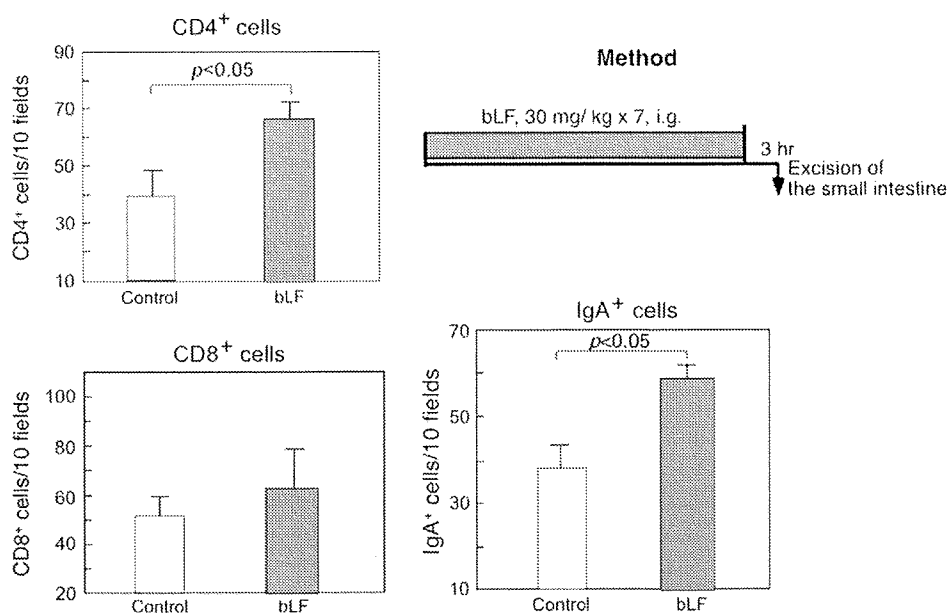 CD4⁺ cells
CD4⁺ cells/10 fields
90
70
50
30
10
p<0.05
Control
bLF
Method
bLF, 30 mg/ kg x 7, i.g.
3 hr
Excision of
the small intestine
CD8⁺ cells
CD8⁺ cells/10 fields
100
80
60
40
20
Control
bLF
IgA⁺ cells
IgA⁺ cells/10 fields
70
50
30
10
p<0.05
Control
bLF